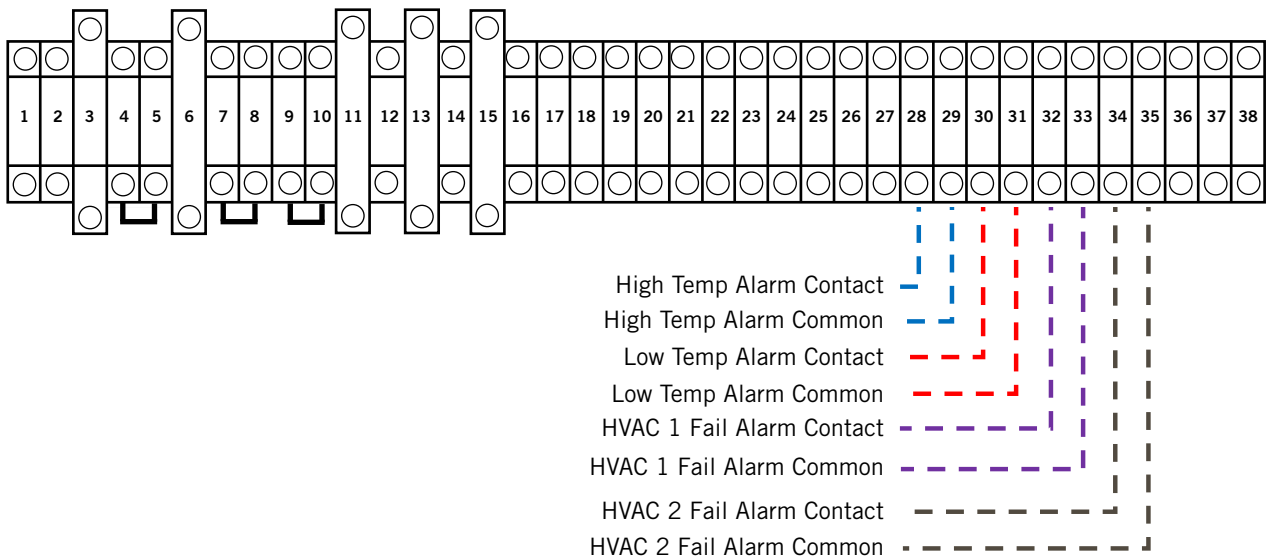 1 2 3 4 5 6 7 8 9 10 11 12 13 14 15 16 17 18 19 20 21 22 23 24 25 26 27 28 29 30 31 32 33 34 35 36 37 38
High Temp Alarm Contact
High Temp Alarm Common
Low Temp Alarm Contact
Low Temp Alarm Common
HVAC 1 Fail Alarm Contact
HVAC 1 Fail Alarm Common
HVAC 2 Fail Alarm Contact
HVAC 2 Fail Alarm Common